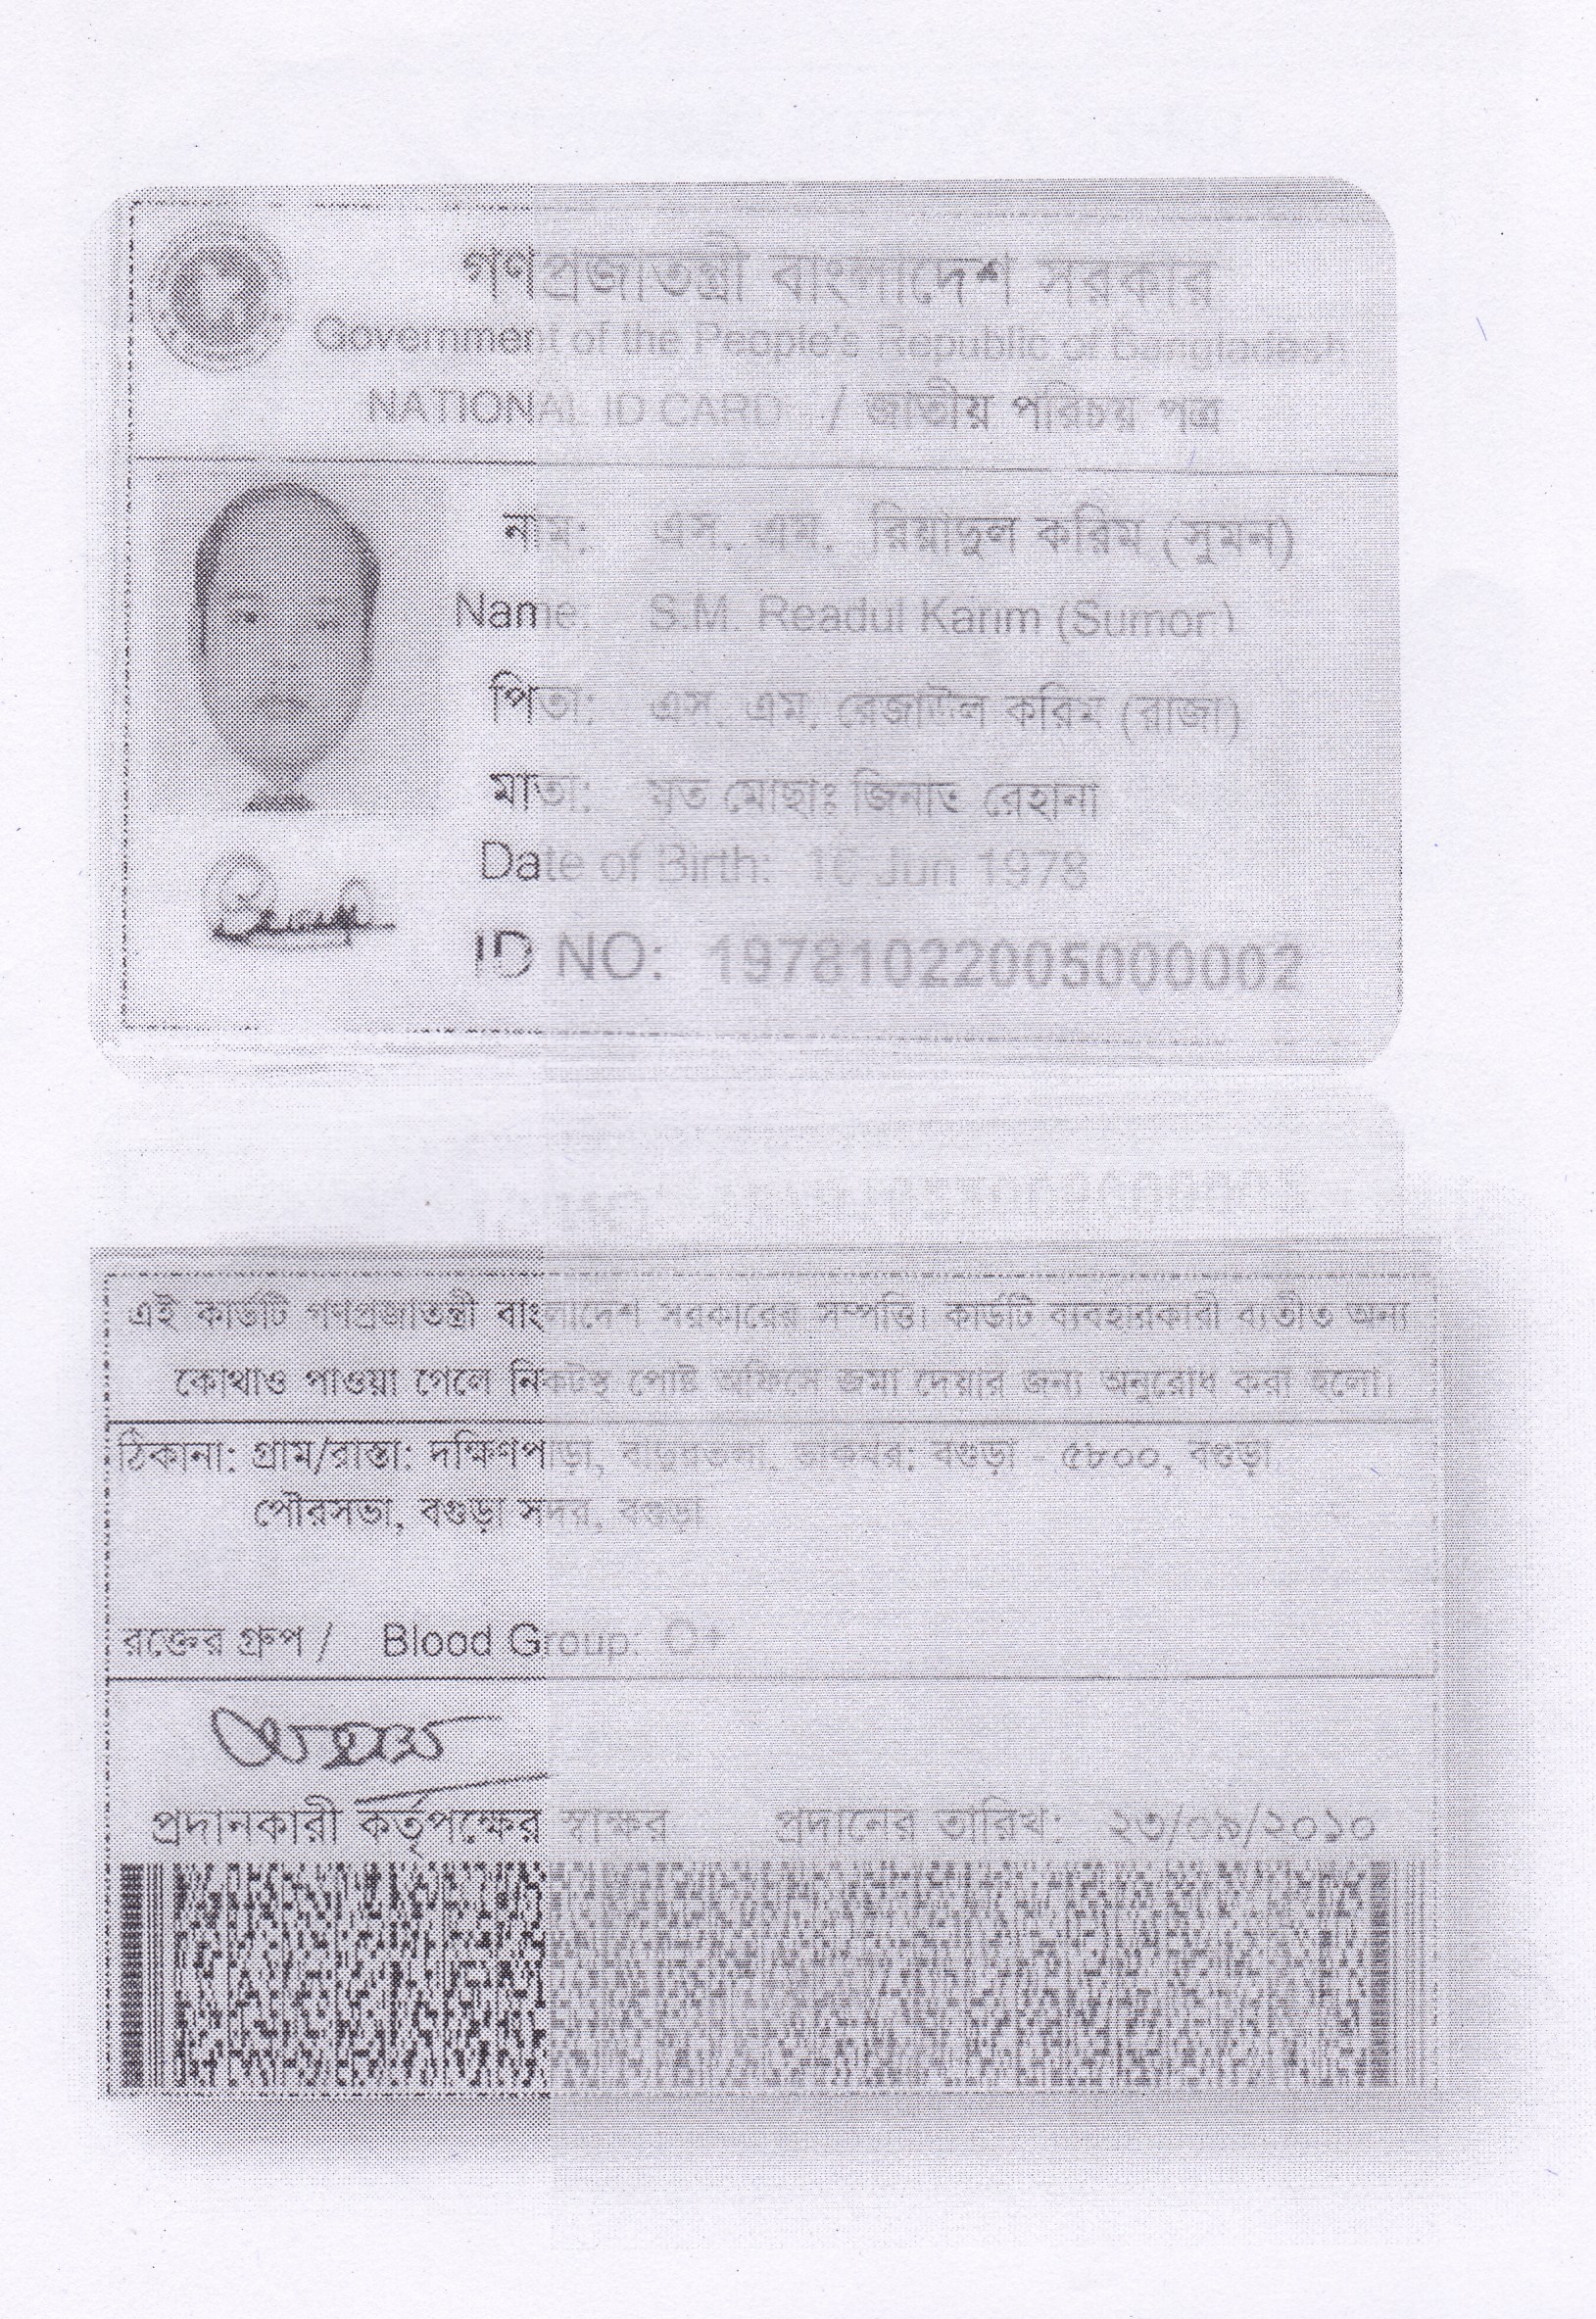 গণপ্রজাতন্ত্রী বাংলাদেশ সরকার
Government of the People's Republic of Bangladesh
NATIONAL ID CARD / জাতীয় পরিচয় পত্র
নাম: এস. এম. রিয়াদুল করিম (সুমন)
Name: S.M. Readul Karim (Sumon)
পিতা: এস. এম. রেজাউল করিম (রাজা)
মাতা: মৃত মোছাঃ জিনাত রেহানা
Date of Birth: Jun 1978
ID NO: 19781022005000002
এই কার্ডটি গণপ্রজাতন্ত্রী বাংলাদেশ সরকারের সম্পত্তি। কার্ডটি ব্যবহারকারী ব্যতীত অন্য
কোথাও পাওয়া গেলে নিকটস্থ পোষ্ট অফিসে জমা দেয়ার জন্য অনুরোধ করা হলো।
ঠিকানা: গ্রাম/রাস্তা: দক্ষিণপাড়া, ডাকঘর: বগুড়া - ৫৮০০, বগুড়া
পৌরসভা, বগুড়া সদর, বগুড়া
রক্তের গ্রুপ / Blood Group: O+
প্রদানকারী কর্তৃপক্ষের স্বাক্ষর প্রদানের তারিখ: ২৩/০৯/২০১০